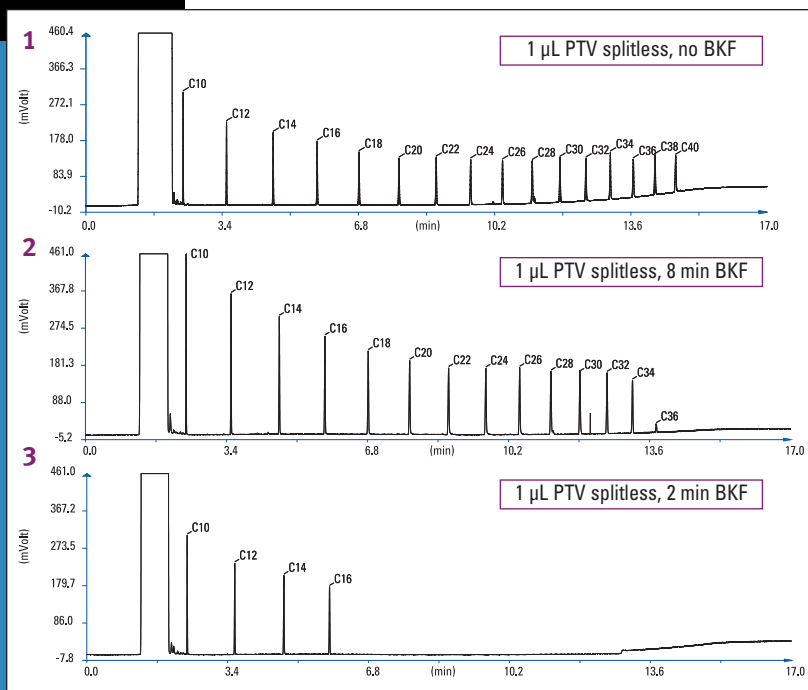 1
460.4
1 µL PTV splitless, no BKF
366.3
C10
(mVolt)
272.1
C12
C14
178.0
C16
C18
C20 C22 C24 C26 C28 C30 C32 C34 C36 C38 C40
83.9
-10.2
0.0 3.4 6.8 (min) 10.2 13.6 17.0
2
461.0
C10
1 µL PTV splitless, 8 min BKF
367.8
C12
(mVolt)
274.5
C14
C16
C18
181.3
C20
C22 C24 C26 C28 C30 C32 C34
88.0
C36
-5.2
0.0 3.4 6.8 (min) 10.2 13.6 17.0
3
461.0
1 µL PTV splitless, 2 min BKF
367.2
C10
(mVolt)
273.5
C12
C14
179.7
C16
86.0
-7.8
0.0 3.4 6.8 (min) 10.2 13.6 17.0